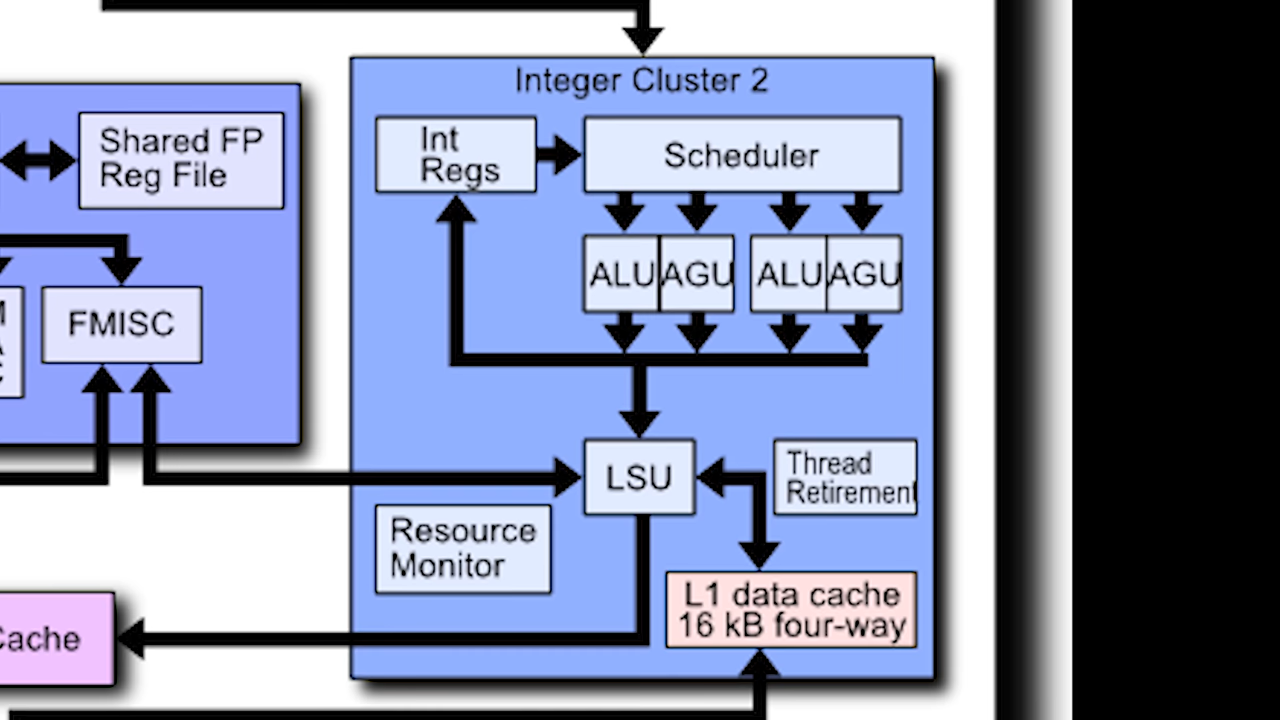 Integer Cluster 2
Shared FP
Reg File
Int
Regs
Scheduler
ALU AGU ALU AGU
FMISC
LSU
Thread
Retirement
Resource
Monitor
L1 data cache
16 kB four-way
Cache